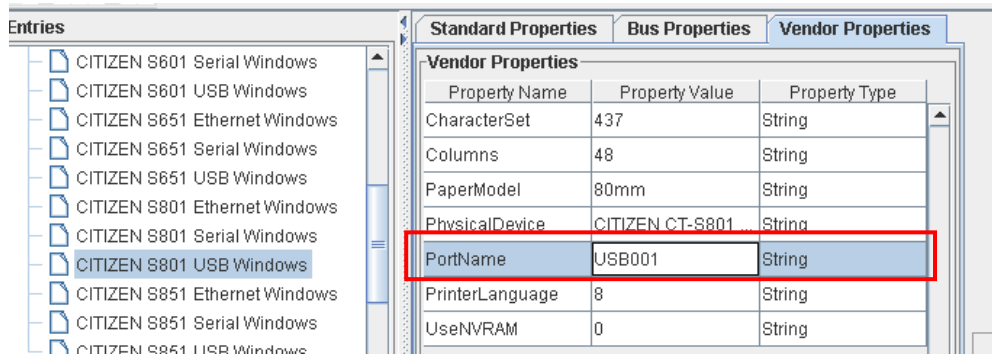 Entries
CITIZEN S601 Serial Windows
CITIZEN S601 USB Windows
CITIZEN S651 Ethernet Windows
CITIZEN S651 Serial Windows
CITIZEN S651 USB Windows
CITIZEN S801 Ethernet Windows
CITIZEN S801 Serial Windows
CITIZEN S801 USB Windows
CITIZEN S851 Ethernet Windows
CITIZEN S851 Serial Windows
CITIZEN S851 USB Windows
Standard Properties Bus Properties Vendor Properties
Vendor Properties
Property Name Property Value Property Type
CharacterSet 437 String
Columns 48 String
PaperModel 80mm String
PhysicalDevice CITIZEN CT-S801 ... String
PortName USB001 String
PrinterLanguage 8 String
UseNVRAM 0 String